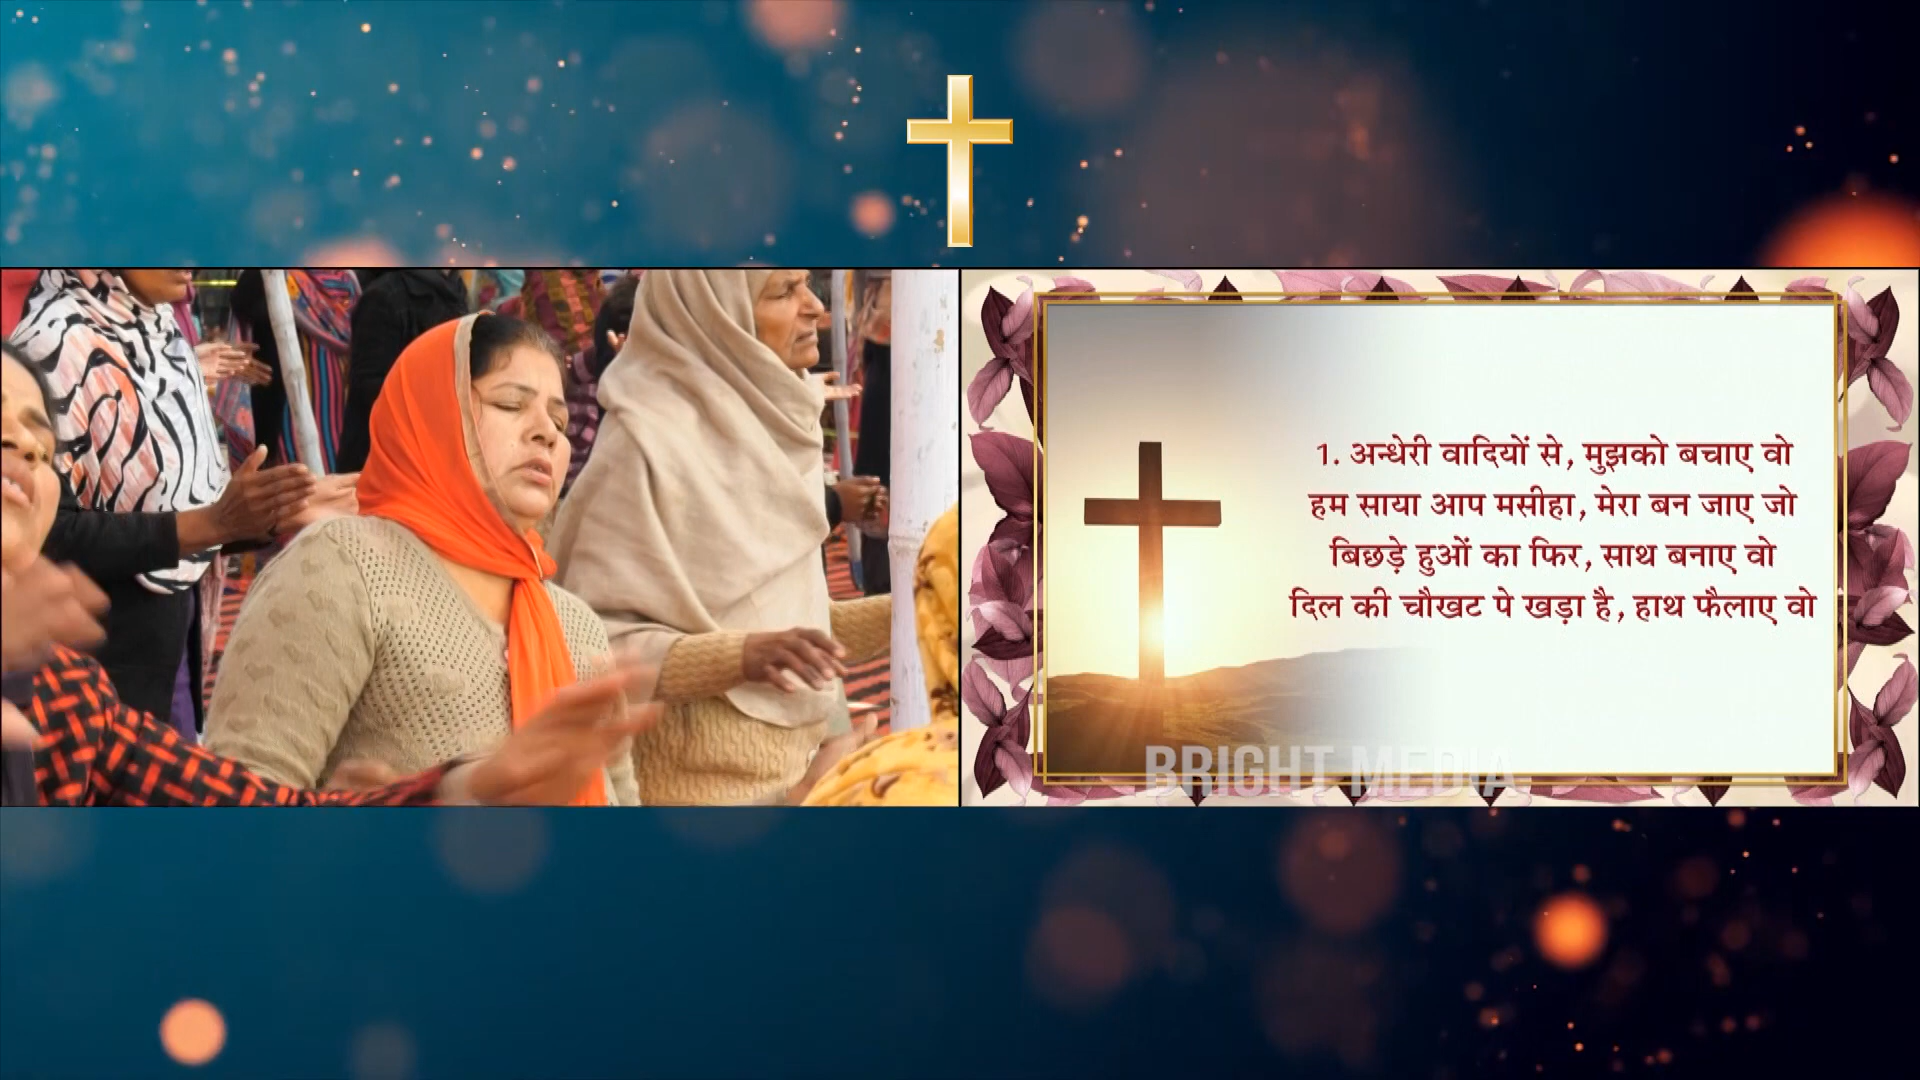 1. अन्धेरी वादियों से, मुझको बचाए वो
हम साया आप मसीहा, मेरा बन जाए जो
बिछड़े हुओं का फिर, साथ बनाए वो
दिल की चौखट पे खड़ा है, हाथ फैलाए वो
BRIGHT MEDIA